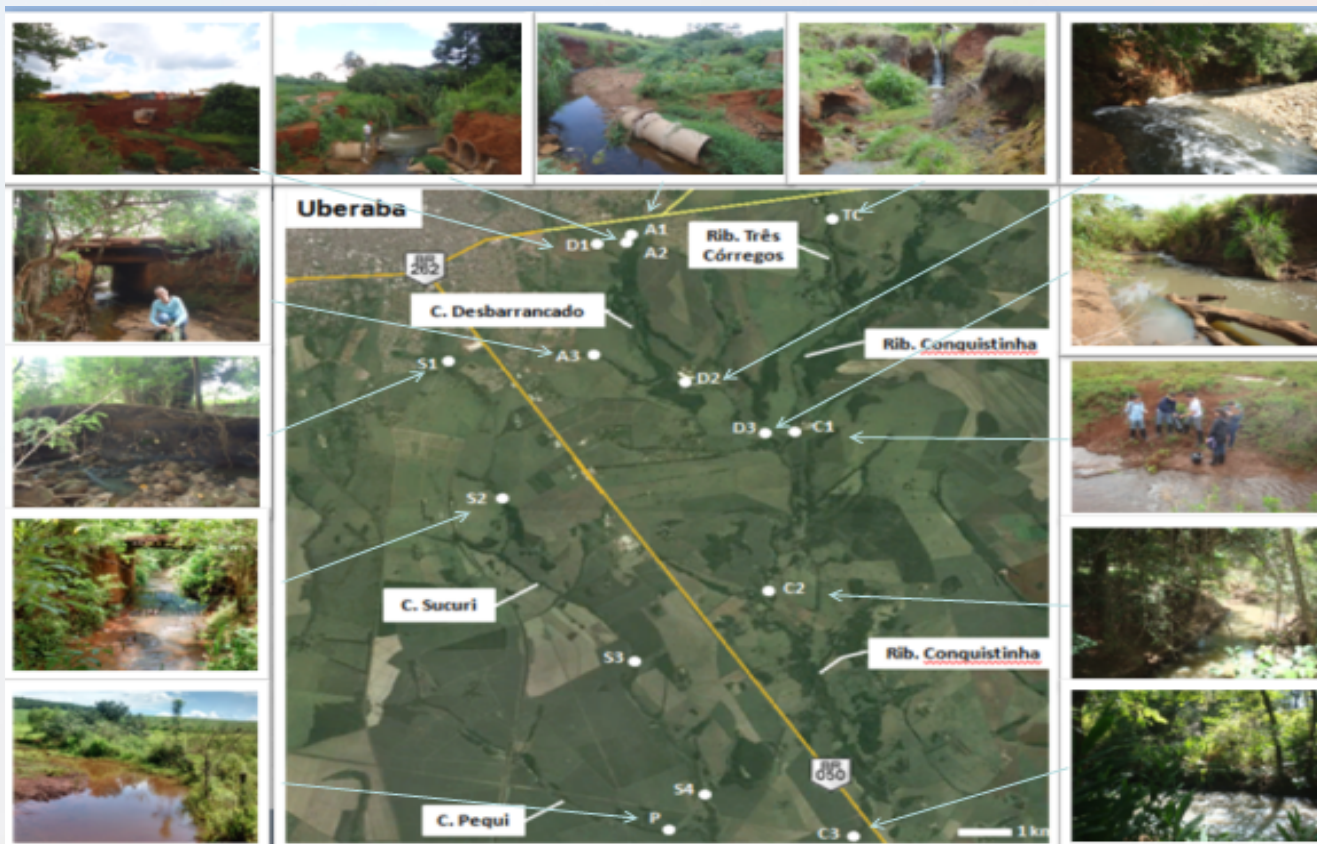 Uberaba
A1
TC
D1
A2
Rib. Três
Córregos
BR
262
C. Desbarrancado
Rib. Conquistinha
A3
S1
D2
D3
C1
S2
C2
C. Sucuri
S3
Rib. Conquistinha
BR
050
S4
C. Pequi
P
C3
1 km